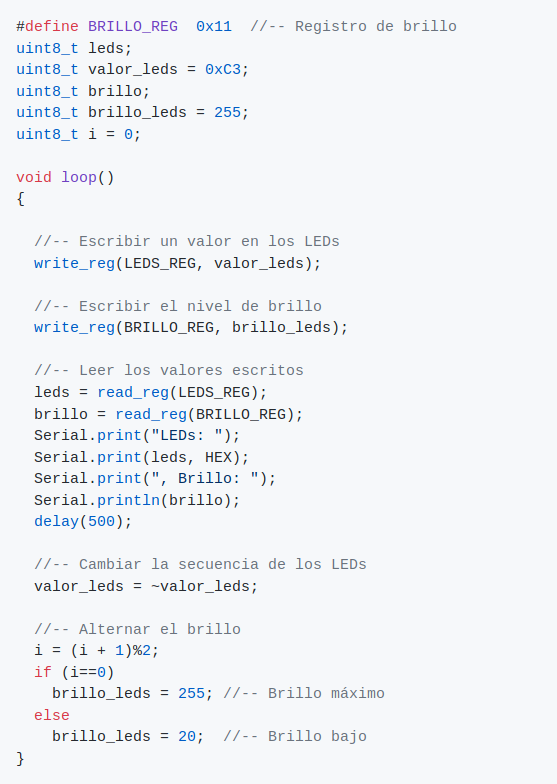 #define BRILLO_REG  0x11  //-- Registro de brillo
uint8_t leds;
uint8_t valor_leds = 0xC3;
uint8_t brillo;
uint8_t brillo_leds = 255;
uint8_t i = 0;

void loop()
{

  //-- Escribir un valor en los LEDs
  write_reg(LEDS_REG, valor_leds);

  //-- Escribir el nivel de brillo
  write_reg(BRILLO_REG, brillo_leds);

  //-- Leer los valores escritos
  leds = read_reg(LEDS_REG);
  brillo = read_reg(BRILLO_REG);
  Serial.print("LEDs: ");
  Serial.print(leds, HEX);
  Serial.print(", Brillo: ");
  Serial.println(brillo);
  delay(500);

  //-- Cambiar la secuencia de los LEDs
  valor_leds = ~valor_leds;

  //-- Alternar el brillo
  i = (i + 1)%2;
  if (i==0)
    brillo_leds = 255; //-- Brillo máximo
  else
    brillo_leds = 20;  //-- Brillo bajo
}